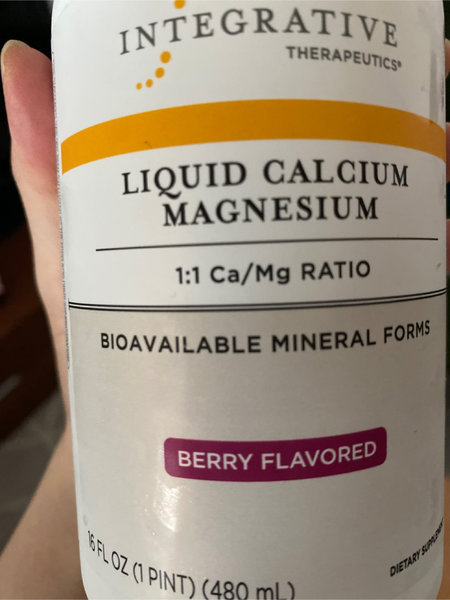 INTEGRATIVE
THERAPEUTICS®
LIQUID CALCIUM
MAGNESIUM
1:1 Ca/Mg RATIO
BIOAVAILABLE MINERAL FORMS
BERRY FLAVORED
16 FL OZ (1 PINT) (480 mL)
DIETARY SUPPLEMENT